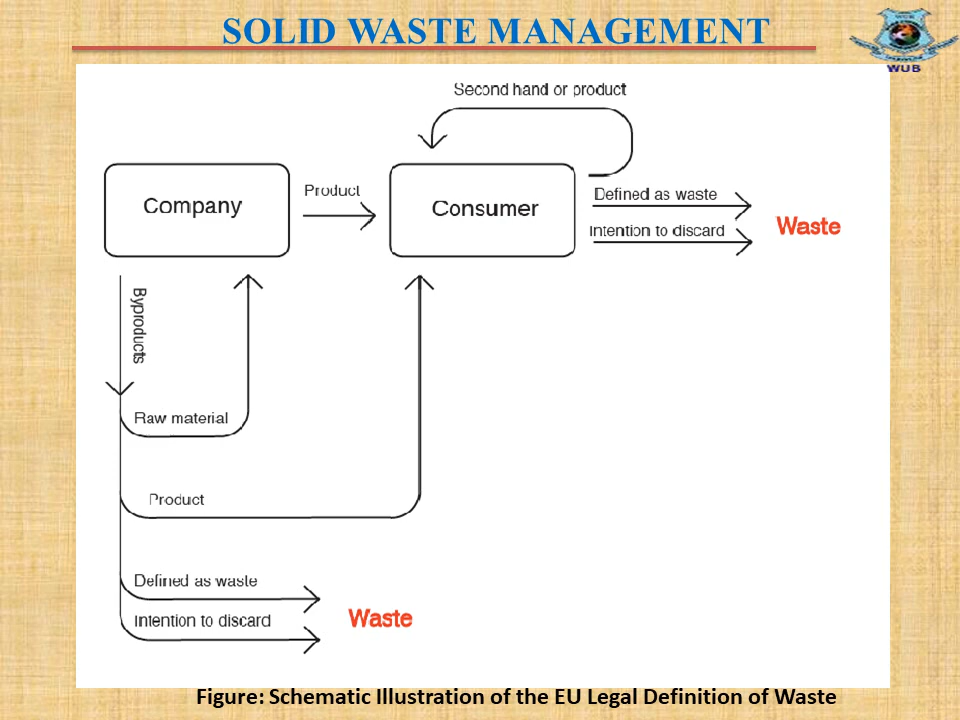 SOLID WASTE MANAGEMENT
WUB
Second hand or product
Company
Product
Consumer
Defined as waste
Intention to discard
Waste
Byproducts
Raw material
Product
Defined as waste
Intention to discard
Waste
Figure: Schematic Illustration of the EU Legal Definition of Waste